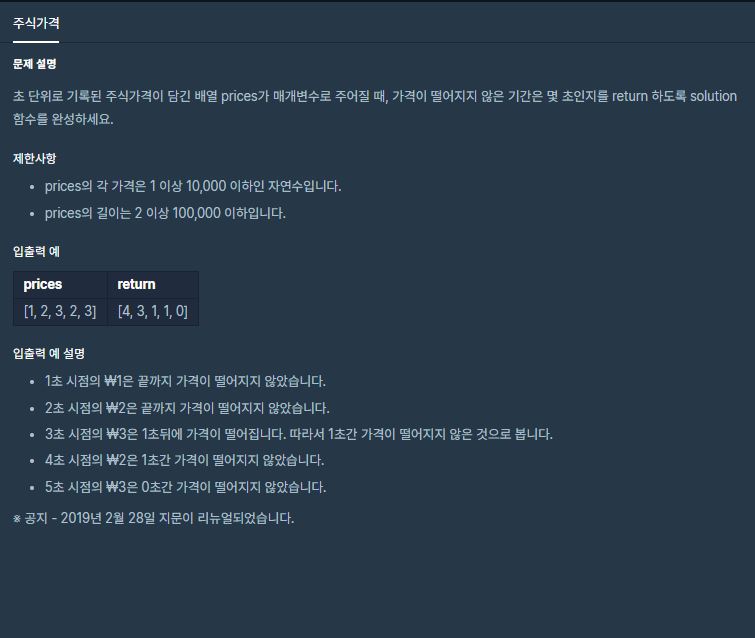 주식가격
문제 설명
초 단위로 기록된 주식가격이 담긴 배열 prices가 매개변수로 주어질 때, 가격이 떨어지지 않은 기간은 몇 초인지를 return 하도록 solution
함수를 완성하세요.
제한사항
• prices의 각 가격은 1 이상 10,000 이하인 자연수입니다.
• prices의 길이는 2 이상 100,000 이하입니다.
입출력 예
prices return
[1, 2, 3, 2, 3] [4, 3, 1, 1, 0]
입출력 예 설명
• 1초 시점의 ₩1은 끝까지 가격이 떨어지지 않았습니다.
• 2초 시점의 ₩2은 끝까지 가격이 떨어지지 않았습니다.
• 3초 시점의 ₩3은 1초뒤에 가격이 떨어집니다. 따라서 1초간 가격이 떨어지지 않은 것으로 봅니다.
• 4초 시점의 ₩2은 1초간 가격이 떨어지지 않았습니다.
• 5초 시점의 ₩3은 0초간 가격이 떨어지지 않았습니다.
※ 공지 - 2019년 2월 28일 지문이 리뉴얼되었습니다.